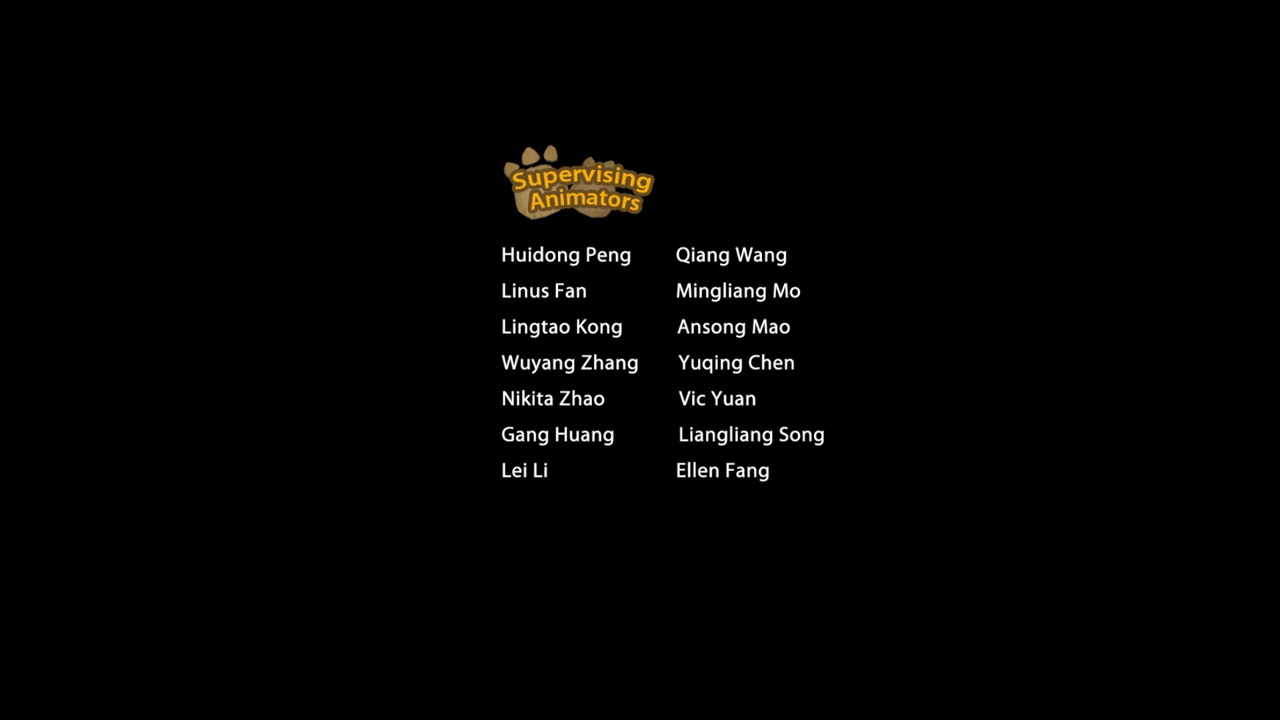 Supervising
Animators
Huidong Peng Qiang Wang
Linus Fan Mingliang Mo
Lingtao Kong Ansong Mao
Wuyang Zhang Yuqing Chen
Nikita Zhao Vic Yuan
Gang Huang Liangliang Song
Lei Li Ellen Fang